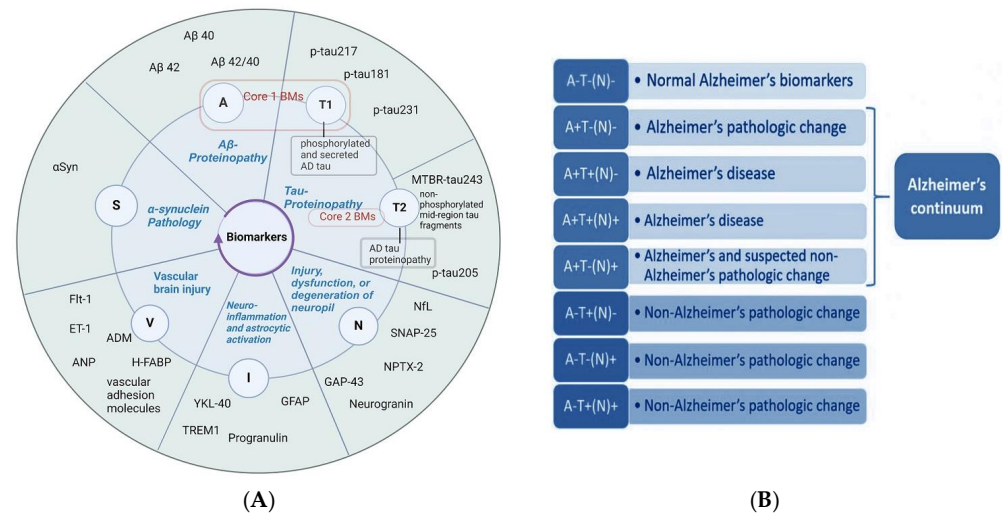 Aβ 40
Aβ 42
Aβ 42/40
A
Core 1 BMs
T1
p-tau217
p-tau181
p-tau231
phosphorylated
and secreted
AD tau
Aβ-
Proteinopathy
Tau-
Proteinopathy
Core 2 BMs
T2
MTBR-tau243
non-
phosphorylated
mid-region tau
fragments
AD tau
proteinopathy
p-tau205
αSyn
S
α-synuclein
Pathology
Biomarkers
Vascular
brain injury
V
Flt-1
ET-1
ADM
ANP
H-FABP
vascular
adhesion
molecules
Neuro-
inflammation
and astrocytic
activation
I
YKL-40
GFAP
TREM1
Progranulin
Injury,
dysfunction, or
degeneration of
neuropil
N
NfL
SNAP-25
NPTX-2
GAP-43
Neurogranin
(A)
A-T-(N)- • Normal Alzheimer's biomarkers
A+T-(N)- • Alzheimer's pathologic change
A+T+(N)- • Alzheimer's disease
A+T+(N)+ • Alzheimer's disease
A+T-(N)+ • Alzheimer's and suspected non-
Alzheimer's pathologic change
A-T+(N)- • Non-Alzheimer's pathologic change
A-T-(N)+ • Non-Alzheimer's pathologic change
A-T+(N)+ • Non-Alzheimer's pathologic change
Alzheimer's
continuum
(B)